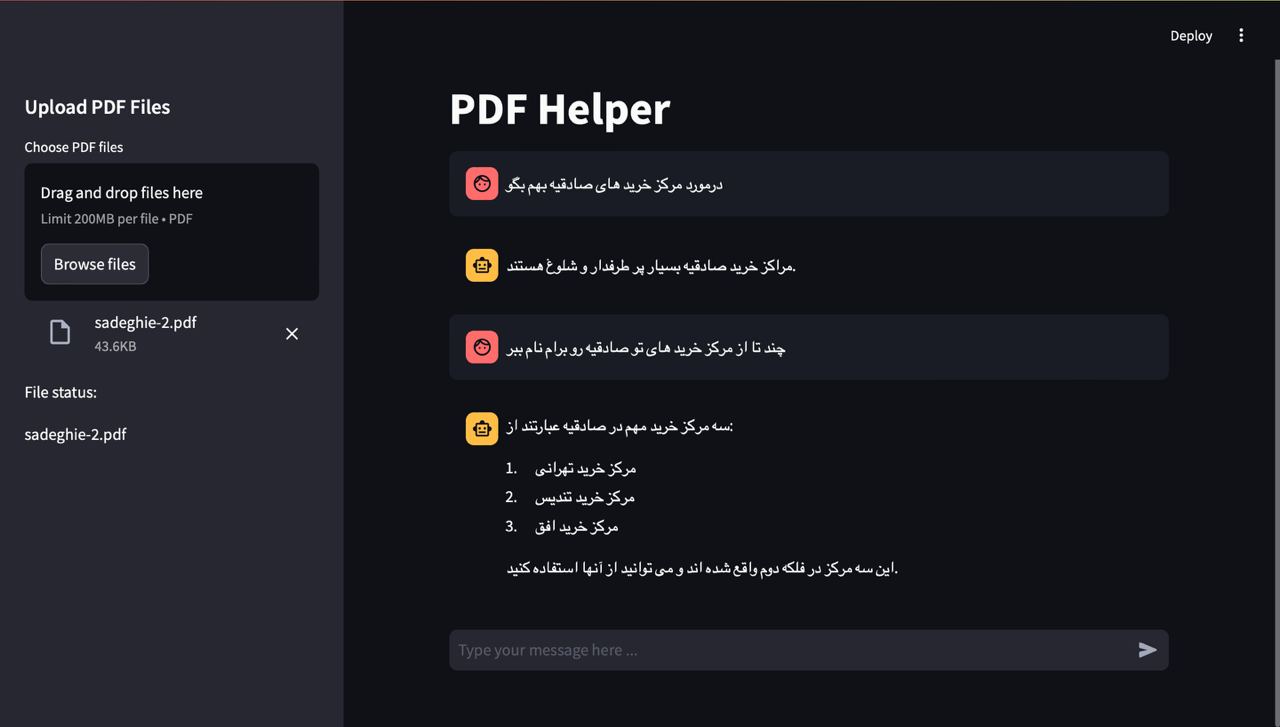 Deploy
Upload PDF Files
Choose PDF files
Drag and drop files here
Limit 200MB per file • PDF
Browse files
sadeghie-2.pdf
43.6KB
File status:
sadeghie-2.pdf
PDF Helper
درمورد مرکز خرید های صادقیه بهم بگو
مراکز خرید صادقیه بسیار پر طرفدار و شلوغ هستند.
چند تا از مرکز خرید های تو صادقیه رو برام نام ببر
سه مرکز خرید مهم در صادقیه عبارتند از:
1. مرکز خرید تهرانی
2. مرکز خرید تندیس
3. مرکز خرید افق
این سه مرکز در فلکه دوم واقع شده اند و می توانید از آنها استفاده کنید.
Type your message here ...